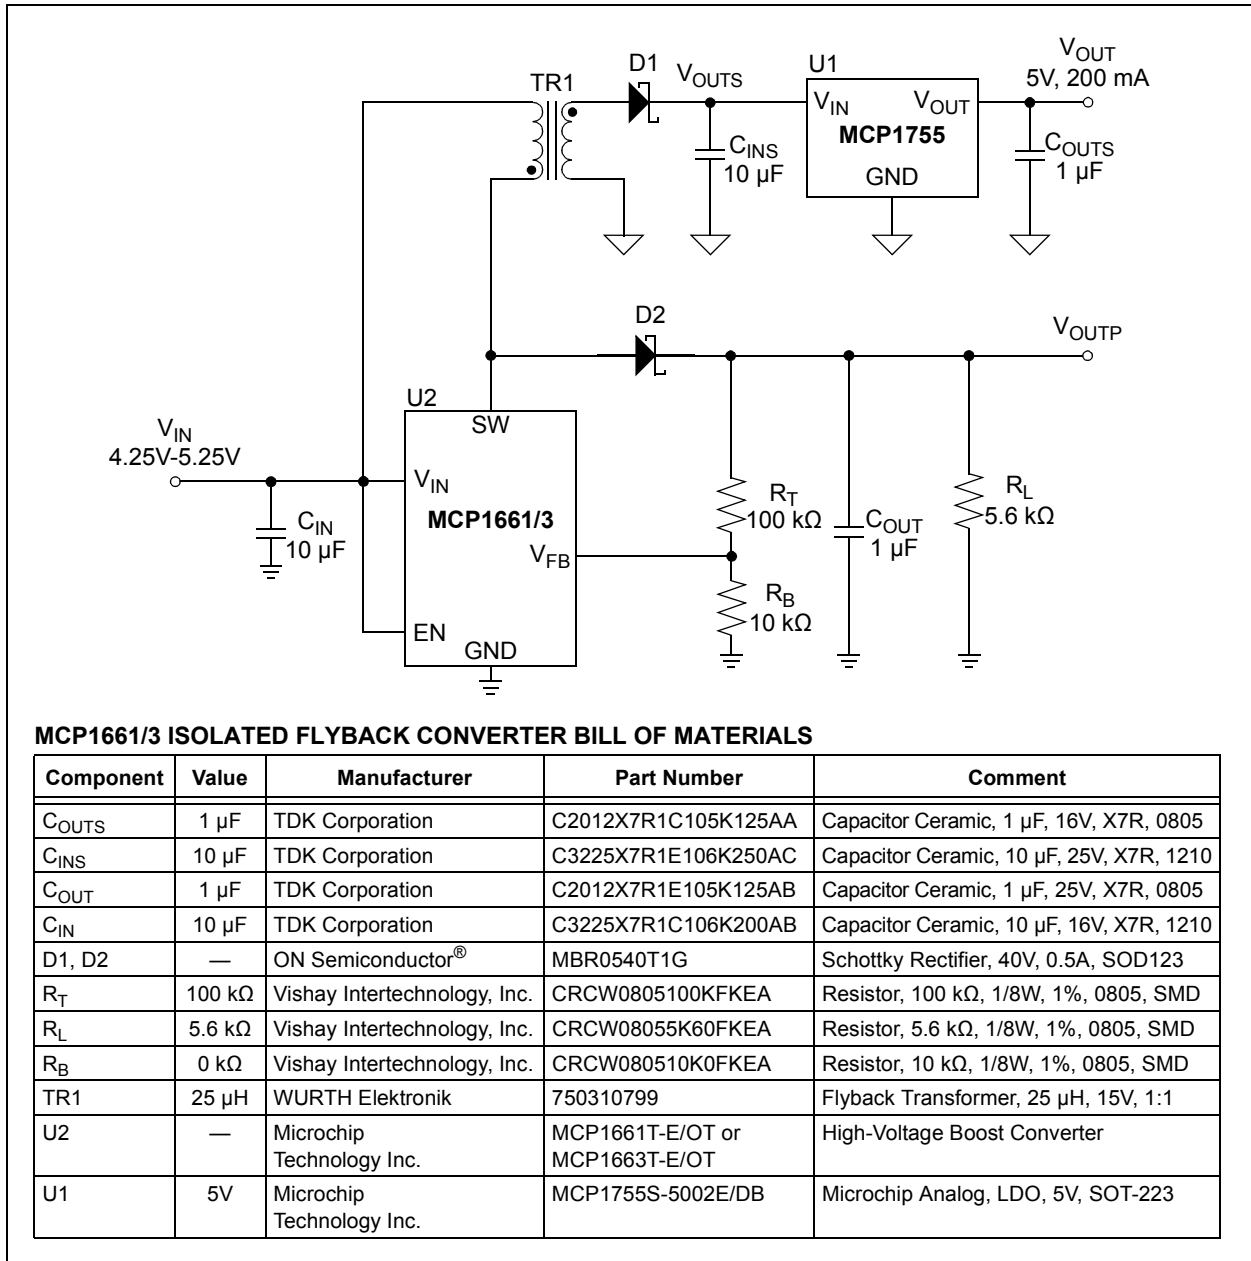 TR1
D1
V_OUTS
U1
V_OUT
5V, 200 mA
V_IN
V_OUT
MCP1755
GND
C_INS
10 µF
C_OUTS
1 µF
D2
V_OUTP
U2
SW
V_IN
4.25V-5.25V
V_IN
MCP1661/3
V_FB
EN
GND
C_IN
10 µF
R_T
100 kΩ
C_OUT
1 µF
R_L
5.6 kΩ
R_B
10 kΩ
MCP1661/3 ISOLATED FLYBACK CONVERTER BILL OF MATERIALS
Component Value Manufacturer Part Number Comment
C_OUTS 1 µF TDK Corporation C2012X7R1C105K125AA Capacitor Ceramic, 1 µF, 16V, X7R, 0805
C_INS 10 µF TDK Corporation C3225X7R1E106K250AC Capacitor Ceramic, 10 µF, 25V, X7R, 1210
C_OUT 1 µF TDK Corporation C2012X7R1E105K125AB Capacitor Ceramic, 1 µF, 25V, X7R, 0805
C_IN 10 µF TDK Corporation C3225X7R1C106K200AB Capacitor Ceramic, 10 µF, 16V, X7R, 1210
D1, D2 — ON Semiconductor® MBR0540T1G Schottky Rectifier, 40V, 0.5A, SOD123
R_T 100 kΩ Vishay Intertechnology, Inc. CRCW0805100KFKEA Resistor, 100 kΩ, 1/8W, 1%, 0805, SMD
R_L 5.6 kΩ Vishay Intertechnology, Inc. CRCW08055K60FKEA Resistor, 5.6 kΩ, 1/8W, 1%, 0805, SMD
R_B 0 kΩ Vishay Intertechnology, Inc. CRCW080510K0FKEA Resistor, 10 kΩ, 1/8W, 1%, 0805, SMD
TR1 25 µH WURTH Elektronik 750310799 Flyback Transformer, 25 µH, 15V, 1:1
U2 — Microchip MCP1661T-E/OT or High-Voltage Boost Converter
Technology Inc. MCP1663T-E/OT
U1 5V Microchip MCP1755S-5002E/DB Microchip Analog, LDO, 5V, SOT-223
Technology Inc.